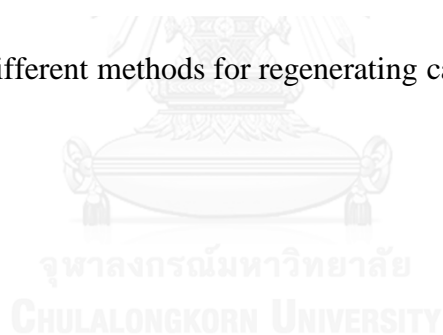 ifferent methods for regenerating ca
จุฬาลงกรณ์มหาวิทยาลัย
CHULALONGKORN UNIVERSITY